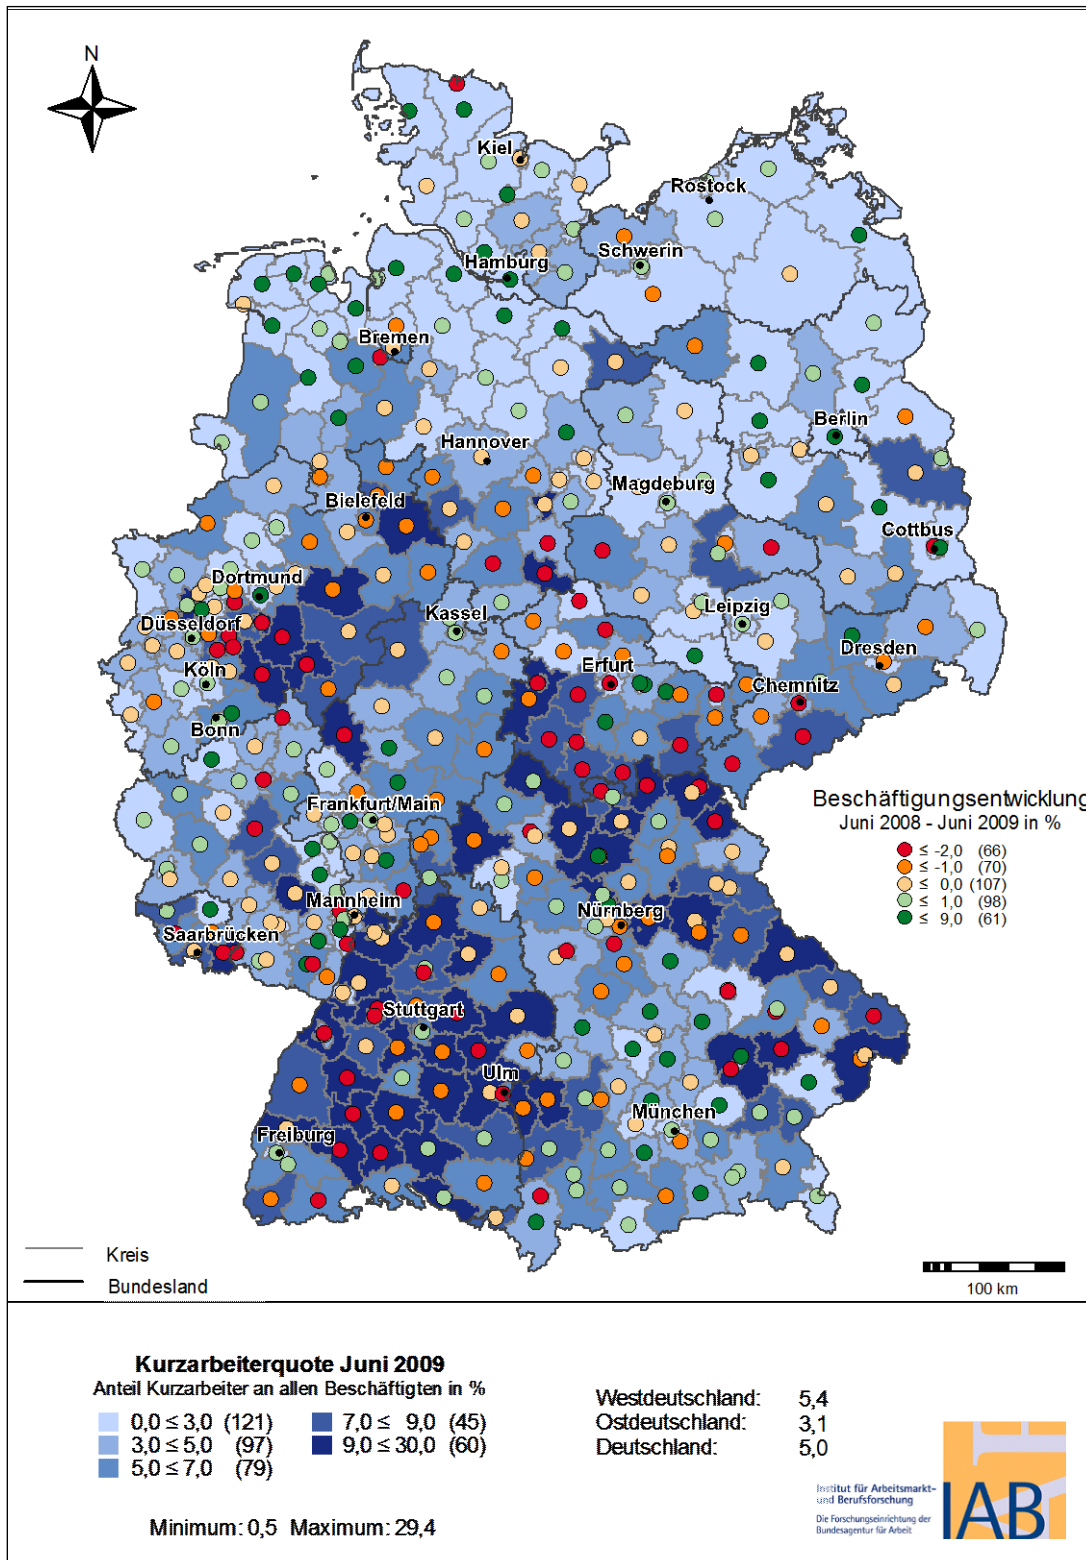 N
Kiel
Rostock
Schwerin
Hamburg
Bremen
Berlin
Hannover
Magdeburg
Bielefeld
Cottbus
Dortmund
Leipzig
Kassel
Düsseldorf
Dresden
Erfurt
Köln
Chemnitz
Bonn
Frankfurt/Main
Mannheim
Nürnberg
Saarbrücken
Stuttgart
Ulm
München
Freiburg
Beschäftigungsentwicklung
Juni 2008 - Juni 2009 in %
≤ -2,0 (66)
≤ -1,0 (70)
≤ 0,0 (107)
≤ 1,0 (98)
≤ 9,0 (61)
Kreis
Bundesland
100 km
Kurzarbeiterquote Juni 2009
Anteil Kurzarbeiter an allen Beschäftigten in %
0,0 ≤ 3,0 (121)
3,0 ≤ 5,0 (97)
5,0 ≤ 7,0 (79)
7,0 ≤ 9,0 (45)
9,0 ≤ 30,0 (60)
Minimum: 0,5 Maximum: 29,4
Westdeutschland: 5,4
Ostdeutschland: 3,1
Deutschland: 5,0
Institut für Arbeitsmarkt-
und Berufsforschung
Die Forschungseinrichtung der
Bundesagentur für Arbeit
IAB